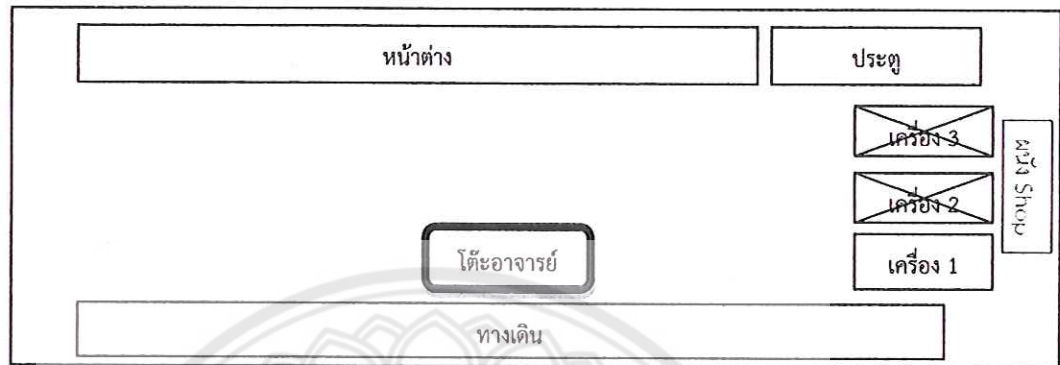 หน้าต่าง
ประตู
เครื่อง 3
เครื่อง 2
ผนัง Shop
โต๊ะอาจารย์
เครื่อง 1
ทางเดิน